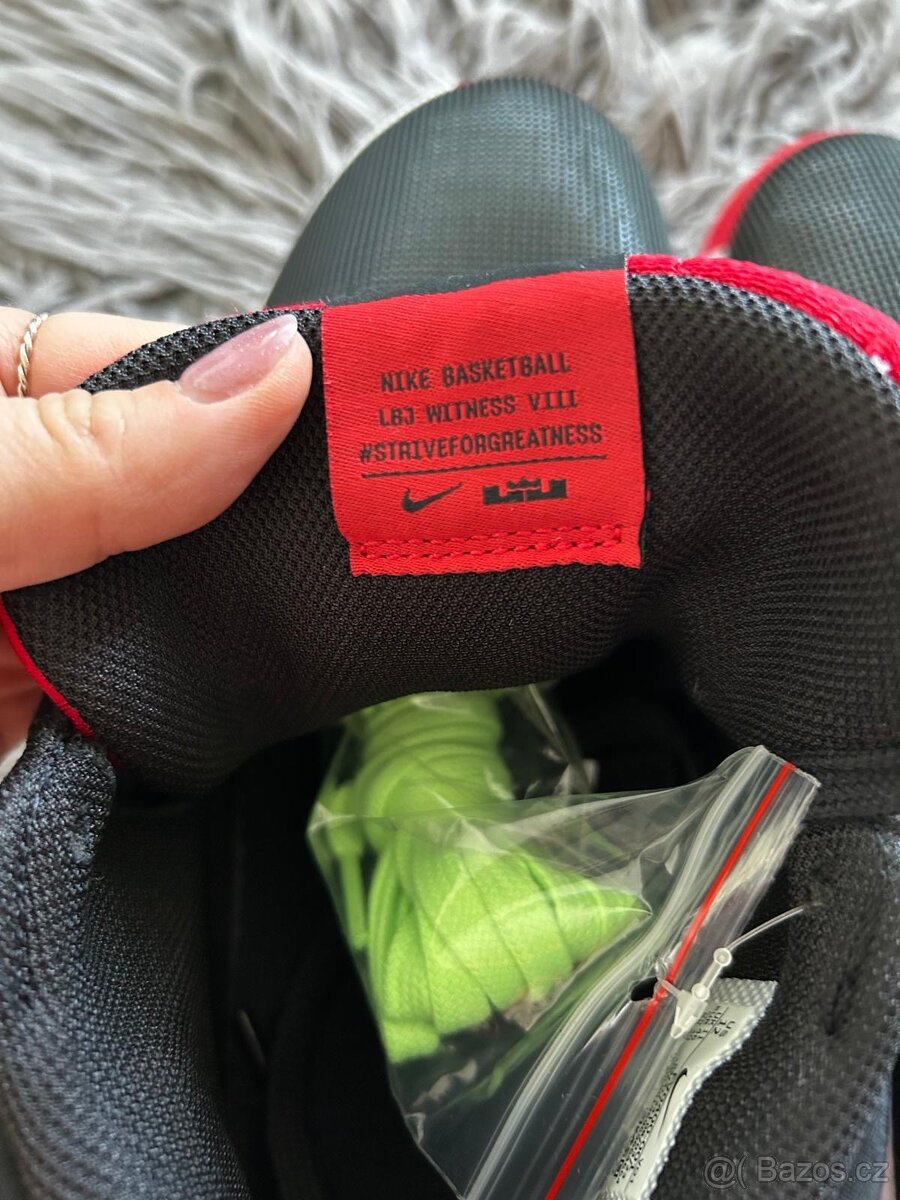 NIKE BASKETBALL
LBJ WITNESS VIII
#STRIVEFORGREATNESS
@( Bazos.cz